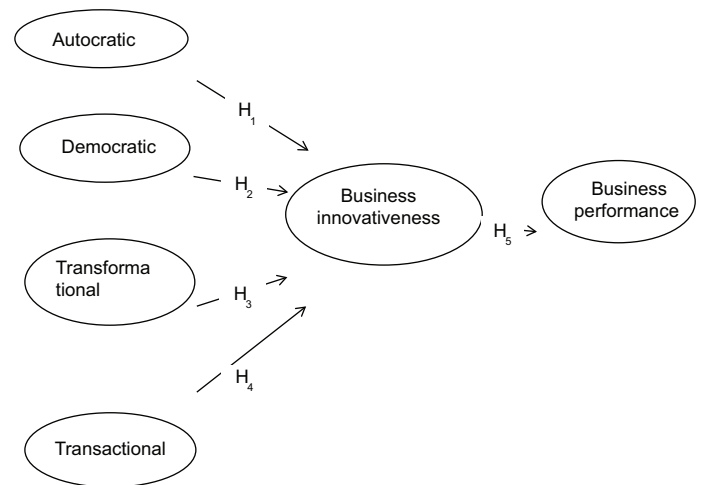 Autocratic
H₁
Democratic
H₂
Business
innovativeness
Business
performance
H₅
Transforma
tional
H₃
H₄
Transactional